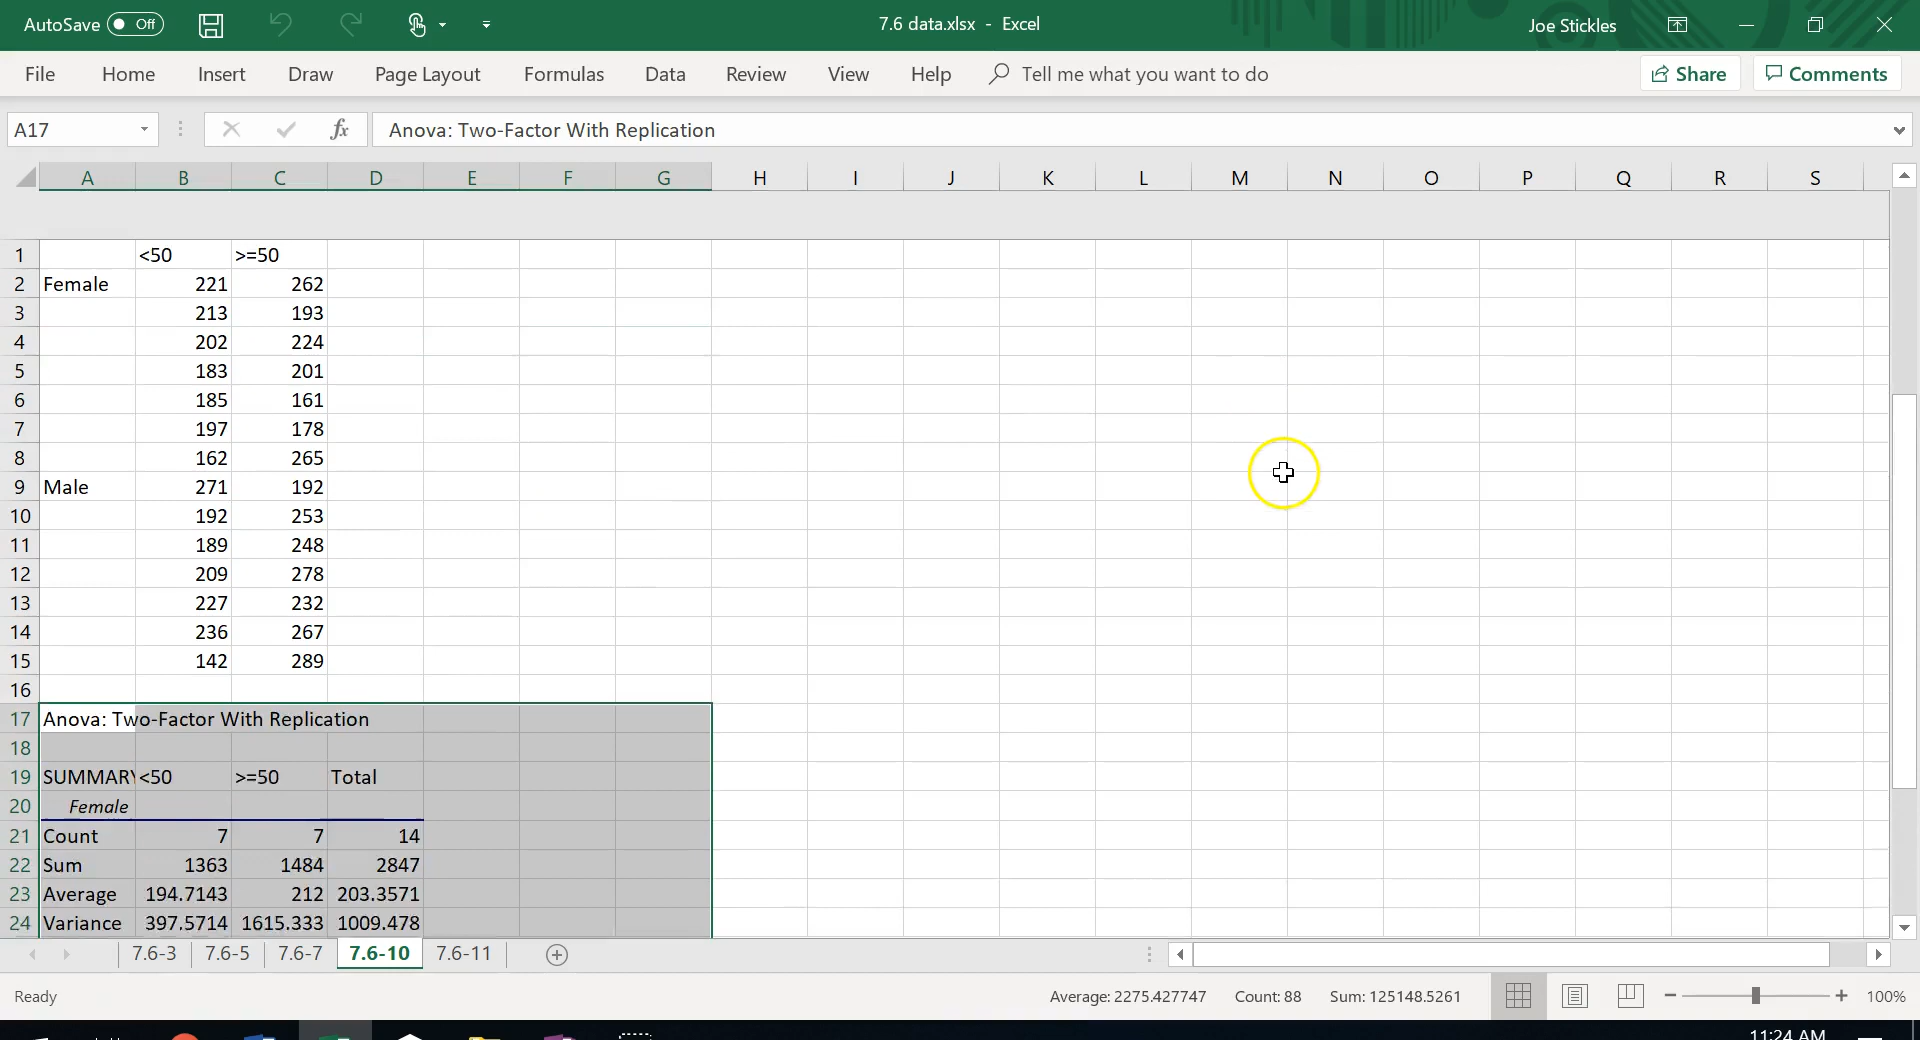 AutoSave Off 7.6 data.xlsx - Excel Joe Stickles
File Home Insert Draw Page Layout Formulas Data Review View Help Tell me what you want to do Share Comments
A17 fx Anova: Two-Factor With Replication
A B C D E F G H I J K L M N O P Q R S
1 <50 >=50
2 Female 221 262
3 213 193
4 202 224
5 183 201
6 185 161
7 197 178
8 162 265
9 Male 271 192
10 192 253
11 189 248
12 209 278
13 227 232
14 236 267
15 142 289
16
17 Anova: Two-Factor With Replication
18
19 SUMMARY <50 >=50 Total
20 Female
21 Count 7 7 14
22 Sum 1363 1484 2847
23 Average 194.7143 212 203.3571
24 Variance 397.5714 1615.333 1009.478
7.6-3 7.6-5 7.6-7 7.6-10 7.6-11
Ready Average: 2275.427747 Count: 88 Sum: 125148.5261 100%
11:24 AM